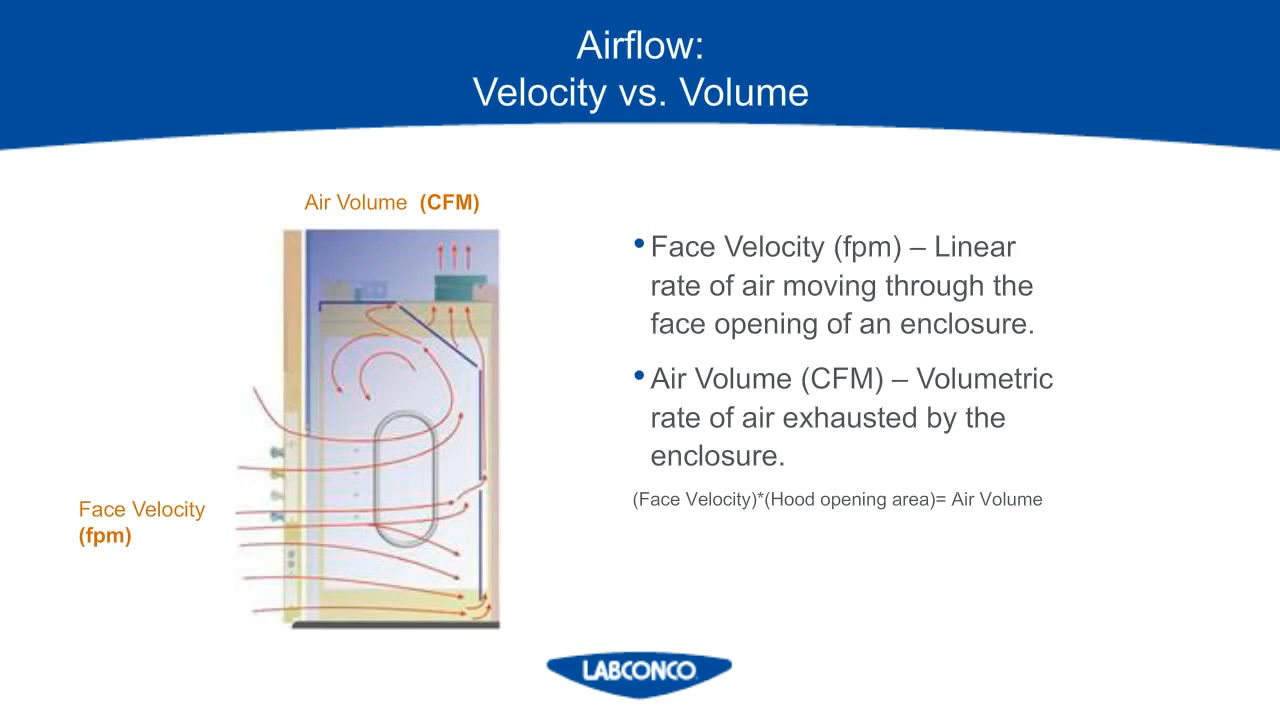 Airflow:
Velocity vs. Volume
Air Volume (CFM)
Face Velocity
(fpm)
• Face Velocity (fpm) – Linear
rate of air moving through the
face opening of an enclosure.
• Air Volume (CFM) – Volumetric
rate of air exhausted by the
enclosure.
(Face Velocity)*(Hood opening area)= Air Volume
LABCONCO